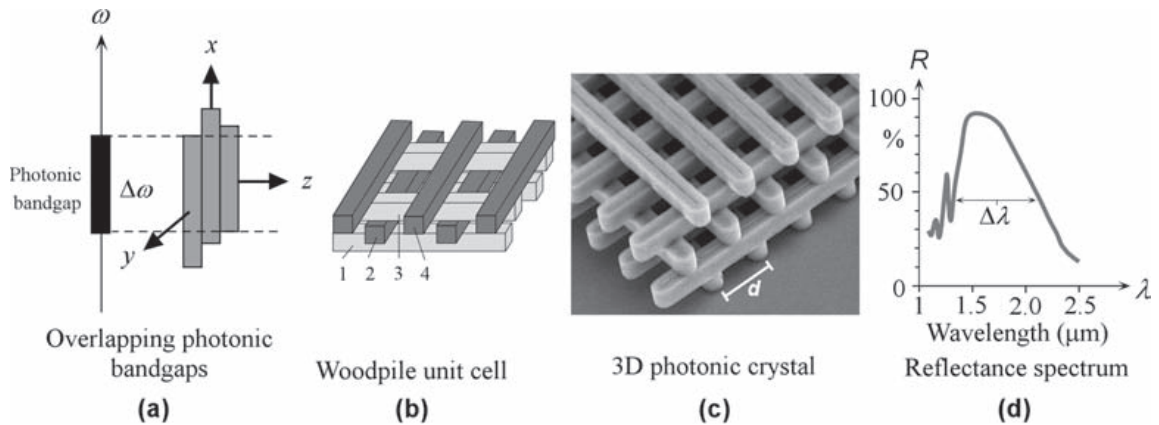 ω
x
Photonic
bandgap
Δω
z
y
Overlapping photonic
bandgaps
(a)
1 2 3 4
Woodpile unit cell
(b)
d
3D photonic crystal
(c)
R
100
%
50
Δλ
0
1 1.5 2.0 2.5 λ
Wavelength (μm)
Reflectance spectrum
(d)